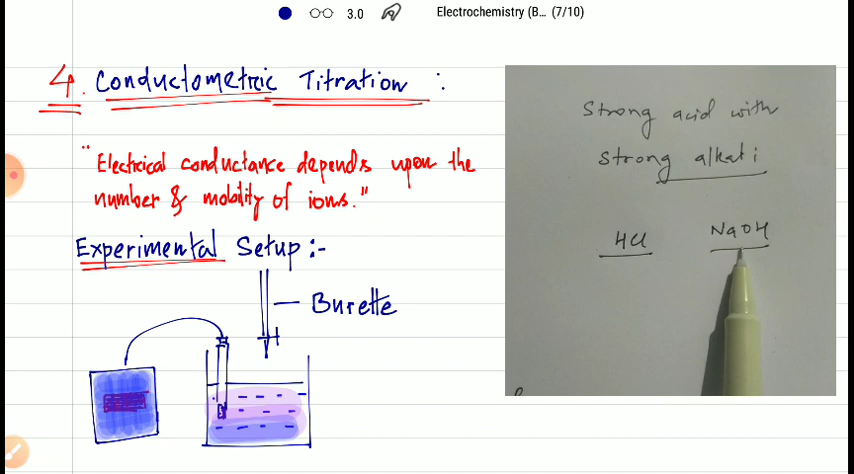 3.0
Electrochemistry (B... (7/10)
4. Conductometric Titration :
"Electrical conductance depends upon the
number & mobility of ions."
Experimental Setup :-
Burette
Strong acid with
strong alkali
HCl NaOH